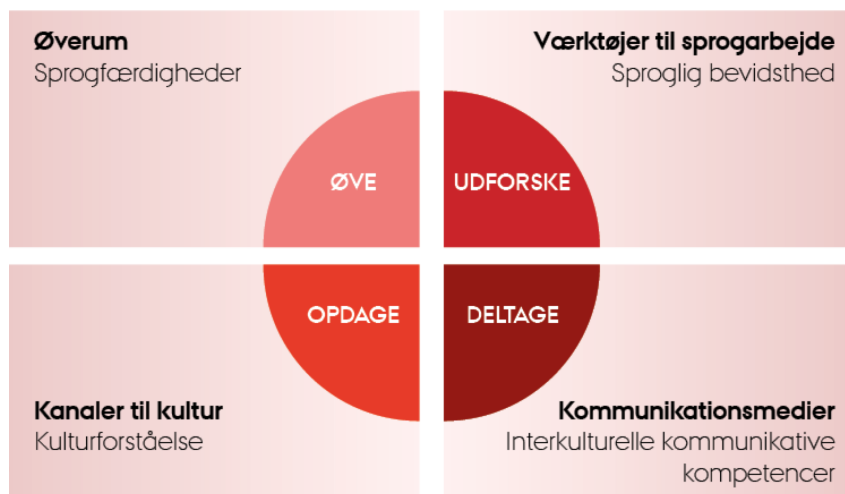 Øverum
Sprogfærdigheder
ØVE
Værktøjer til sprogarbejde
Sproglig bevidsthed
UDFORSKE
OPDAGE
Kanaler til kultur
Kulturforståelse
DELTAGE
Kommunikationsmedier
Interkulturelle kommunikative
kompetencer